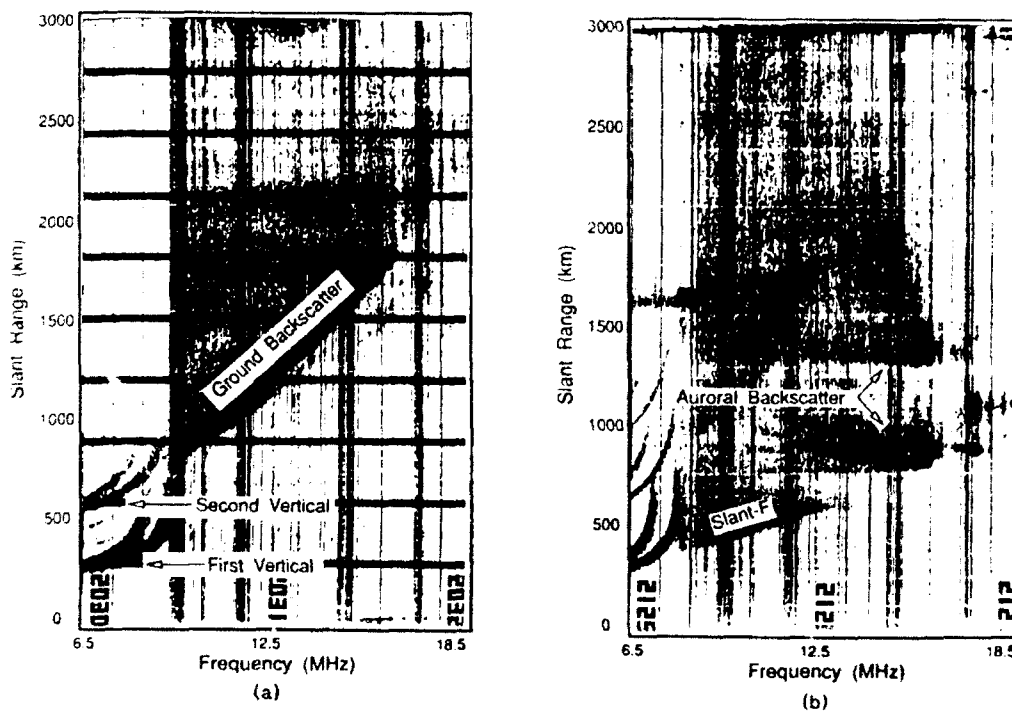 3000
2500
2000
1500
1000
500
0
Slant Range (km)
Ground Backscatter
Second Vertical
First Vertical
6.5
12.5
18.5
Frequency (MHz)
(a)
3000
2500
2000
1500
1000
500
0
Slant Range (km)
Auroral Backscatter
Slant-F
6.5
12.5
18.5
Frequency (MHz)
(b)